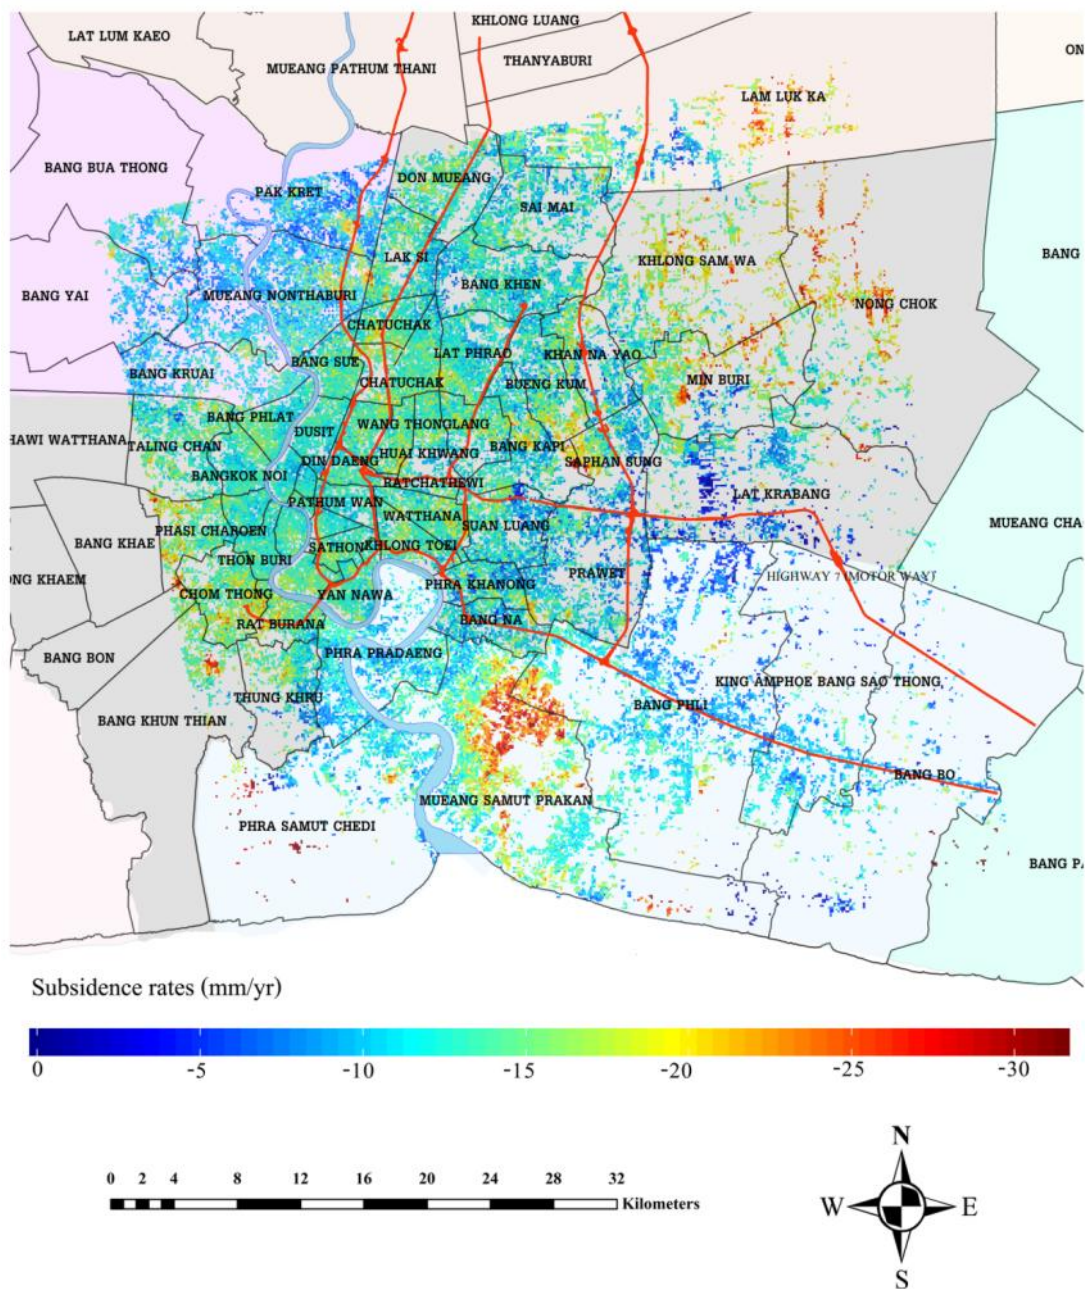 KHLONG LUANG
LAT LUM KAEO
THANYABURI
ON
MUEANG PATHUM THANI
LAM LUK KA
BANG BUA THONG
DON MUEANG
PAK KRET
SAI MAI
BANG
LAK SI
KHLONG SAM WA
BANG KHEN
BANG YAI
MUEANG NONTHABURI
NONG CHOK
CHATUCHAK
LAT PHRAO
KHAN NA YAO
BANG SUE
BANG KRUAI
CHATUCHAK
BUENG KUM
MIN BURI
BANG PHLAT
WANG THONGLANG
DUSIT
HAWI WATTHANA
TALING CHAN
BANG KAPI
HUAI KHWANG
DIN DAENG
SAPHAN SUNG
BANGKOK NOI
RATCHATHEWI
LAT KRABANG
PATHUM WAN
WATTHANA
SUAN LUANG
MUEANG CHA
PHASI CHAROEN
BANG KHAE
SATHON
KHLONG TOEI
THON BURI
PRAWET
HIGHWAY 7 (MOTOR WAY)
ONG KHAEM
PHRA KHANONG
CHOM THONG
YAN NAWA
BANG NA
RAT BURANA
PHRA PRADAENG
BANG BON
KING AMPHOE BANG SAO THONG
THUNG KHRU
BANG PHLI
BANG KHUN THIAN
BANG BO
MUEANG SAMUT PRAKAN
PHRA SAMUT CHEDI
BANG PA
Subsidence rates (mm/yr)
0 -5 -10 -15 -20 -25 -30
N
0 2 4 8 12 16 20 24 28 32
Kilometers
W E
S